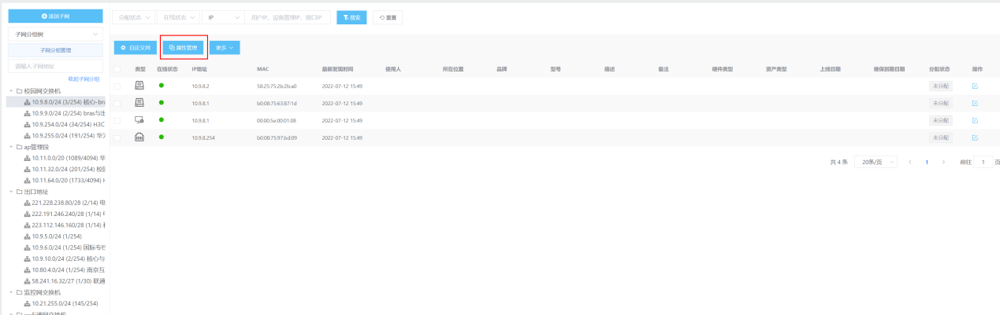 添加子网
子网分组树
子网分组管理
请输入子网地址
收起子网分组
校园网交换机
10.9.8.0/24 (3/254) 核心-bra
10.9.9.0/24 (2/254) bras与出
10.9.254.0/24 (34/254) H3C
10.9.255.0/24 (191/254) 华
ap管理段
10.11.0.0/20 (1089/4094) 华
10.11.32.0/24 (201/254) 校
10.11.64.0/20 (1733/4094) H
出口地址
221.228.238.80/28 (2/14) 电
222.191.246.240/28 (1/14)
223.112.146.160/28 (1/14) 移
10.9.5.0/24 (1/254)
10.9.6.0/24 (1/254) 国际专线
10.9.10.0/24 (2/254) 核心与
10.80.4.0/24 (1/254) 南京互
58.241.16.32/27 (1/30) 联通
监控网交换机
10.21.255.0/24 (145/254)
一卡通网交换机
分配状态 在线状态 IP 用户IP、设备管理IP、接口IP 搜索 重置
自定义列 属性管理 更多
类型 在线状态 IP地址 MAC 最新发现时间 使用人 所在位置 品牌 型号 描述 备注 硬件类型 资产类型 上线日期 维保到期日期 分配状态 操作
10.9.8.2 58:25:75:2b:2b:a0 2022-07-12 15:49 未分配
10.9.8.1 b0:08:75:63:87:1d 2022-07-12 15:49 未分配
10.9.8.1 00:00:5e:00:01:08 2022-07-12 15:49 未分配
10.9.8.254 b0:08:75:97:bd:09 2022-07-12 15:49 未分配
共 4 条 20条/页 1 前往 1 页